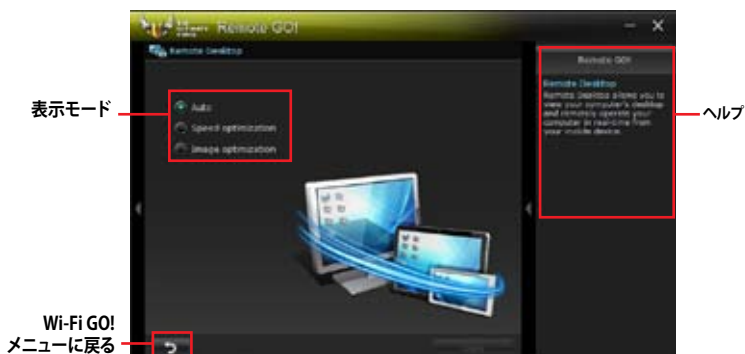 Remote GO!
Remote Desktop
表示モード
Auto
Speed optimization
Image optimization
Remote GO!
Remote Desktop
Remote Desktop allows you to
view your computer's desktop
and remotely operate your
computer in real-time from
your mobile device.
ヘルプ
Wi-Fi GO!
メニューに戻る